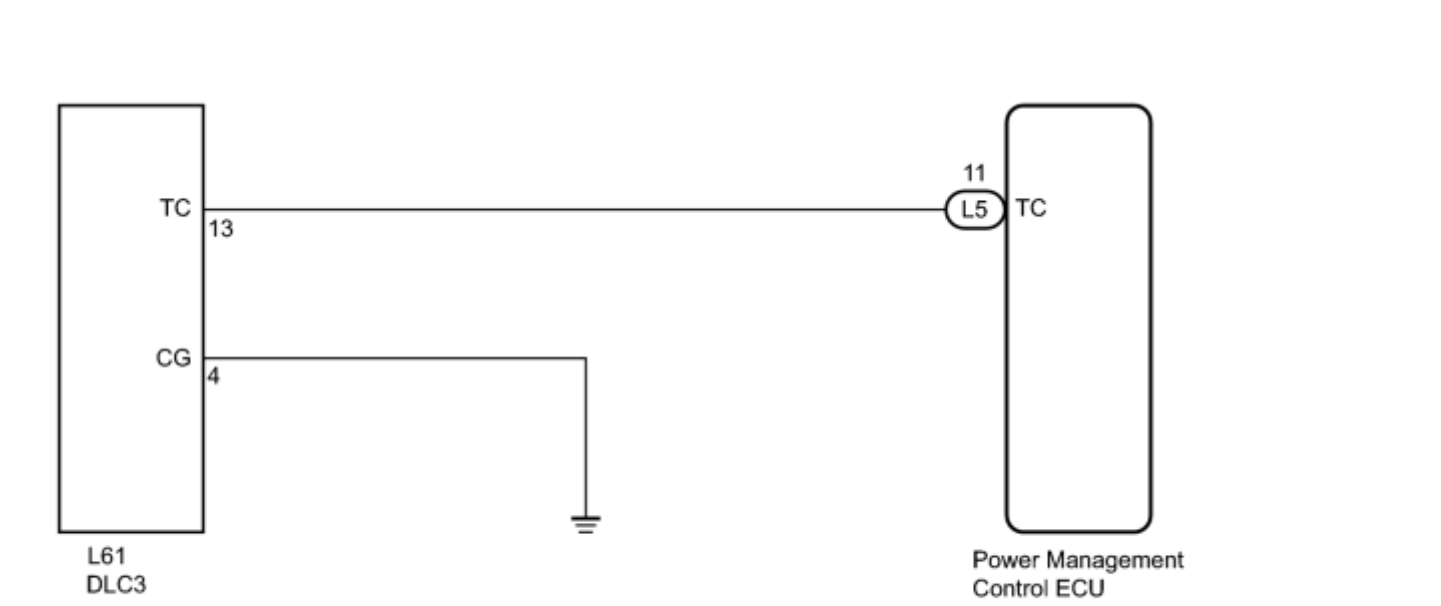 11
TC
L5
TC
13
CG
4
L61
DLC3
Power Management
Control ECU